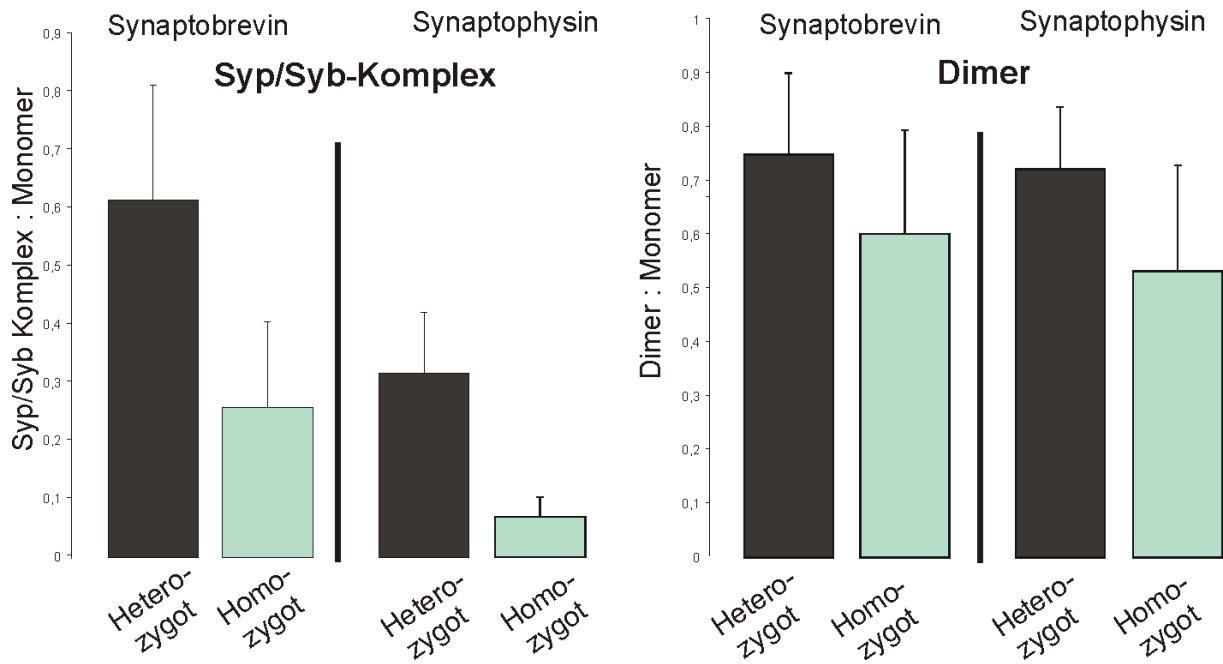 Synaptobrevin
Synaptophysin
Syp/Syb-Komplex
Syp/Syb Komplex : Monomer
0,9
0,8
0,7
0,6
0,5
0,4
0,3
0,2
0,1
0
Hetero-
zygot
Homo-
zygot
Hetero-
zygot
Homo-
zygot
Synaptobrevin
Synaptophysin
Dimer
Dimer : Monomer
1
0,9
0,8
0,7
0,6
0,5
0,4
0,3
0,2
0,1
0
Hetero-
zygot
Homo-
zygot
Hetero-
zygot
Homo-
zygot